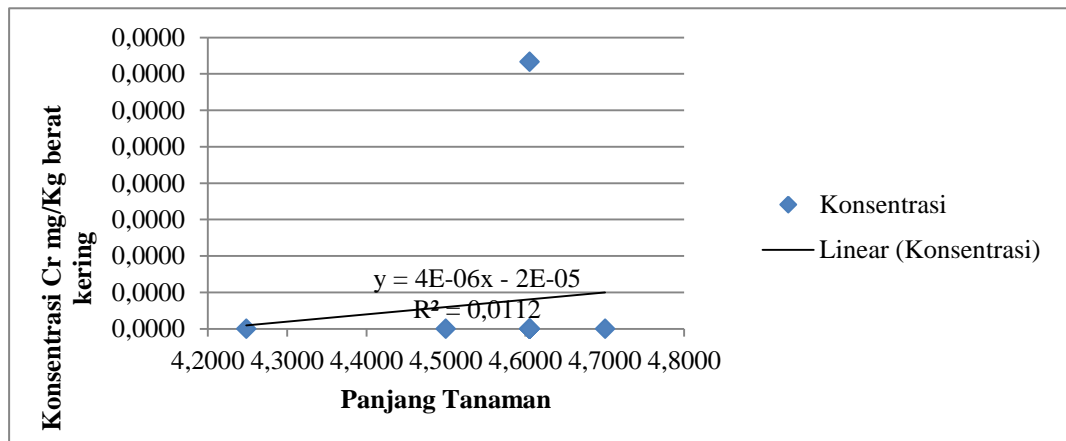 Konsentrasi Cr mg/Kg berat
kering
0,0000
0,0000
0,0000
0,0000
0,0000
0,0000
0,0000
0,0000
0,0000
y = 4E-06x - 2E-05
R² = 0,0112
4,2000 4,3000 4,4000 4,5000 4,6000 4,7000 4,8000
Panjang Tanaman
Konsentrasi
Linear (Konsentrasi)